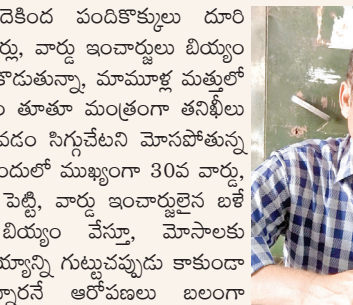 దెకింద పందికొక్కులు దూరి
ర్లు, వార్డు ఇంచార్జులు బియ్యం
కొడుతున్నా, మామూళ్ల మత్తులో
తూతూ మంత్రంగా తనిఖీలు
వడం సిగ్గుచేటని మోసపోతున్న
ందులో ముఖ్యంగా 30వ వార్డు,
పెట్టి, వార్డు ఇంచార్జులైన బళే
బియ్యం వేస్తూ, మోసాలకు
య్యాన్ని గుట్టుచప్పుడు కాకుండా
న్నారనే ఆరోపణలు బలంగా